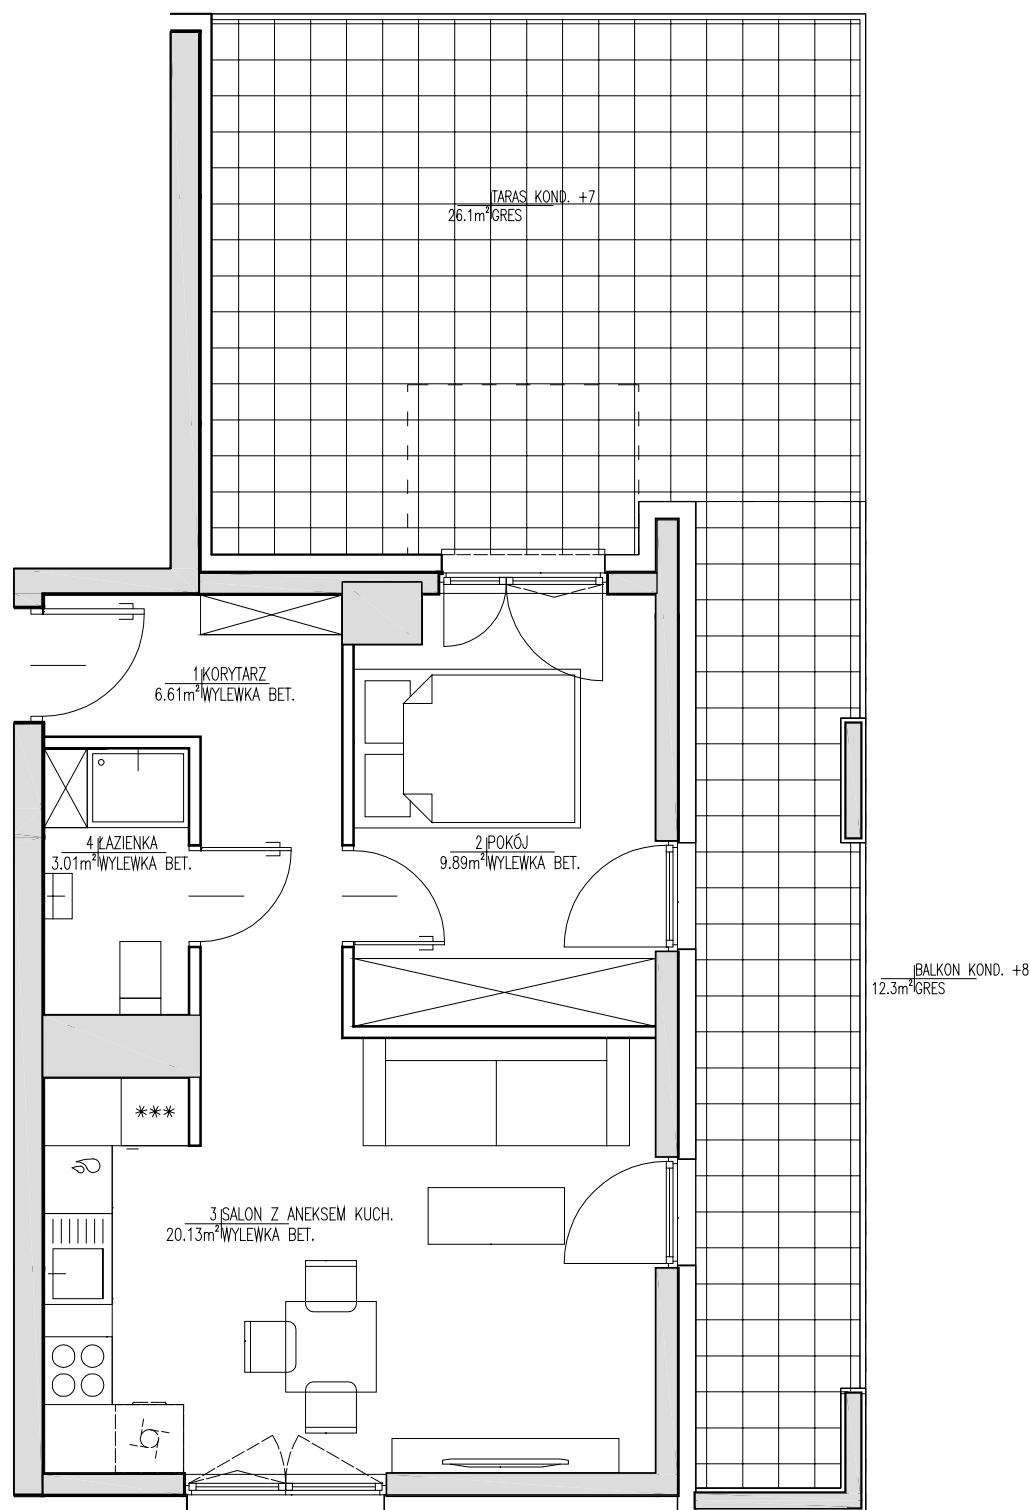 TARAS KOND. +7
26.1m² GRES
1 KORYTARZ
6.61m² WYLEWKA BET.
4 ŁAZIENKA
3.01m² WYLEWKA BET.
2 POKÓJ
9.89m² WYLEWKA BET.
BALKON KOND. +8
12.3m² GRES
***
3 SALON Z ANEKSEM KUCH.
20.13m² WYLEWKA BET.